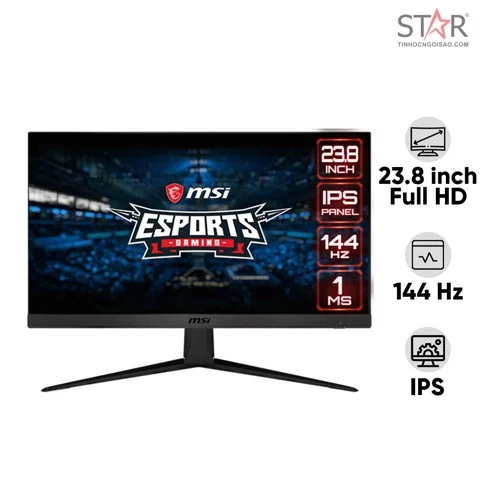 STAR
TINHOCNGOISAO.COM
23.8
INCH
IPS
PANEL
144
HZ
1
MS
msi
ESPORTS
GAMING
msi
23.8 inch
Full HD
144 Hz
IPS